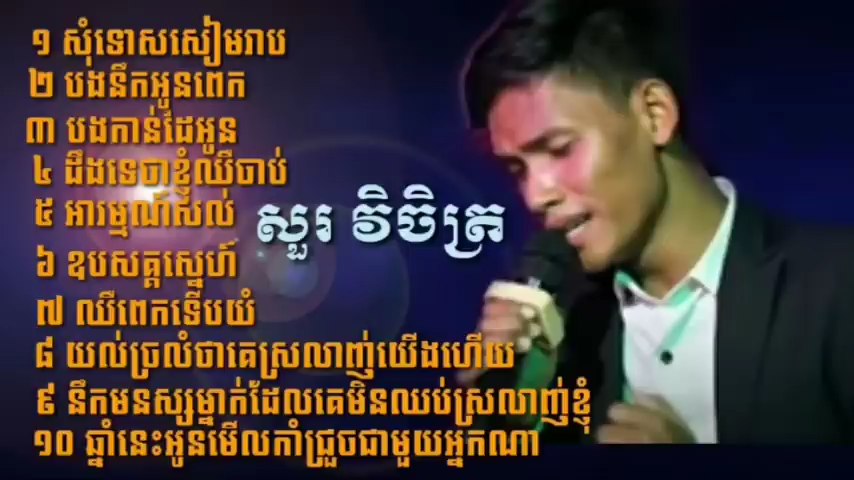 ១ សុំទោសសៀមរាប
២ បងនឹកអូនពេក
៣ បងកាន់ដៃអូន
៤ ដឹងទេថាខ្ញុំឈឺចាប់
៥ អារម្មណ៍សល់
សួរ វិចិត្រ
៦ ឧបសគ្គស្នេហ៍
៧ ឈឺពេកទើបយំ
៨ យល់ច្រលំថាគេស្រលាញ់យើងហើយ
៩ នឹកមនស្សម្នាក់ដែលគេមិនឈប់ស្រលាញ់ខ្ញុំ
១០ ឆ្នាំនេះអូនមើលកាំជ្រួចជាមួយអ្នកណា